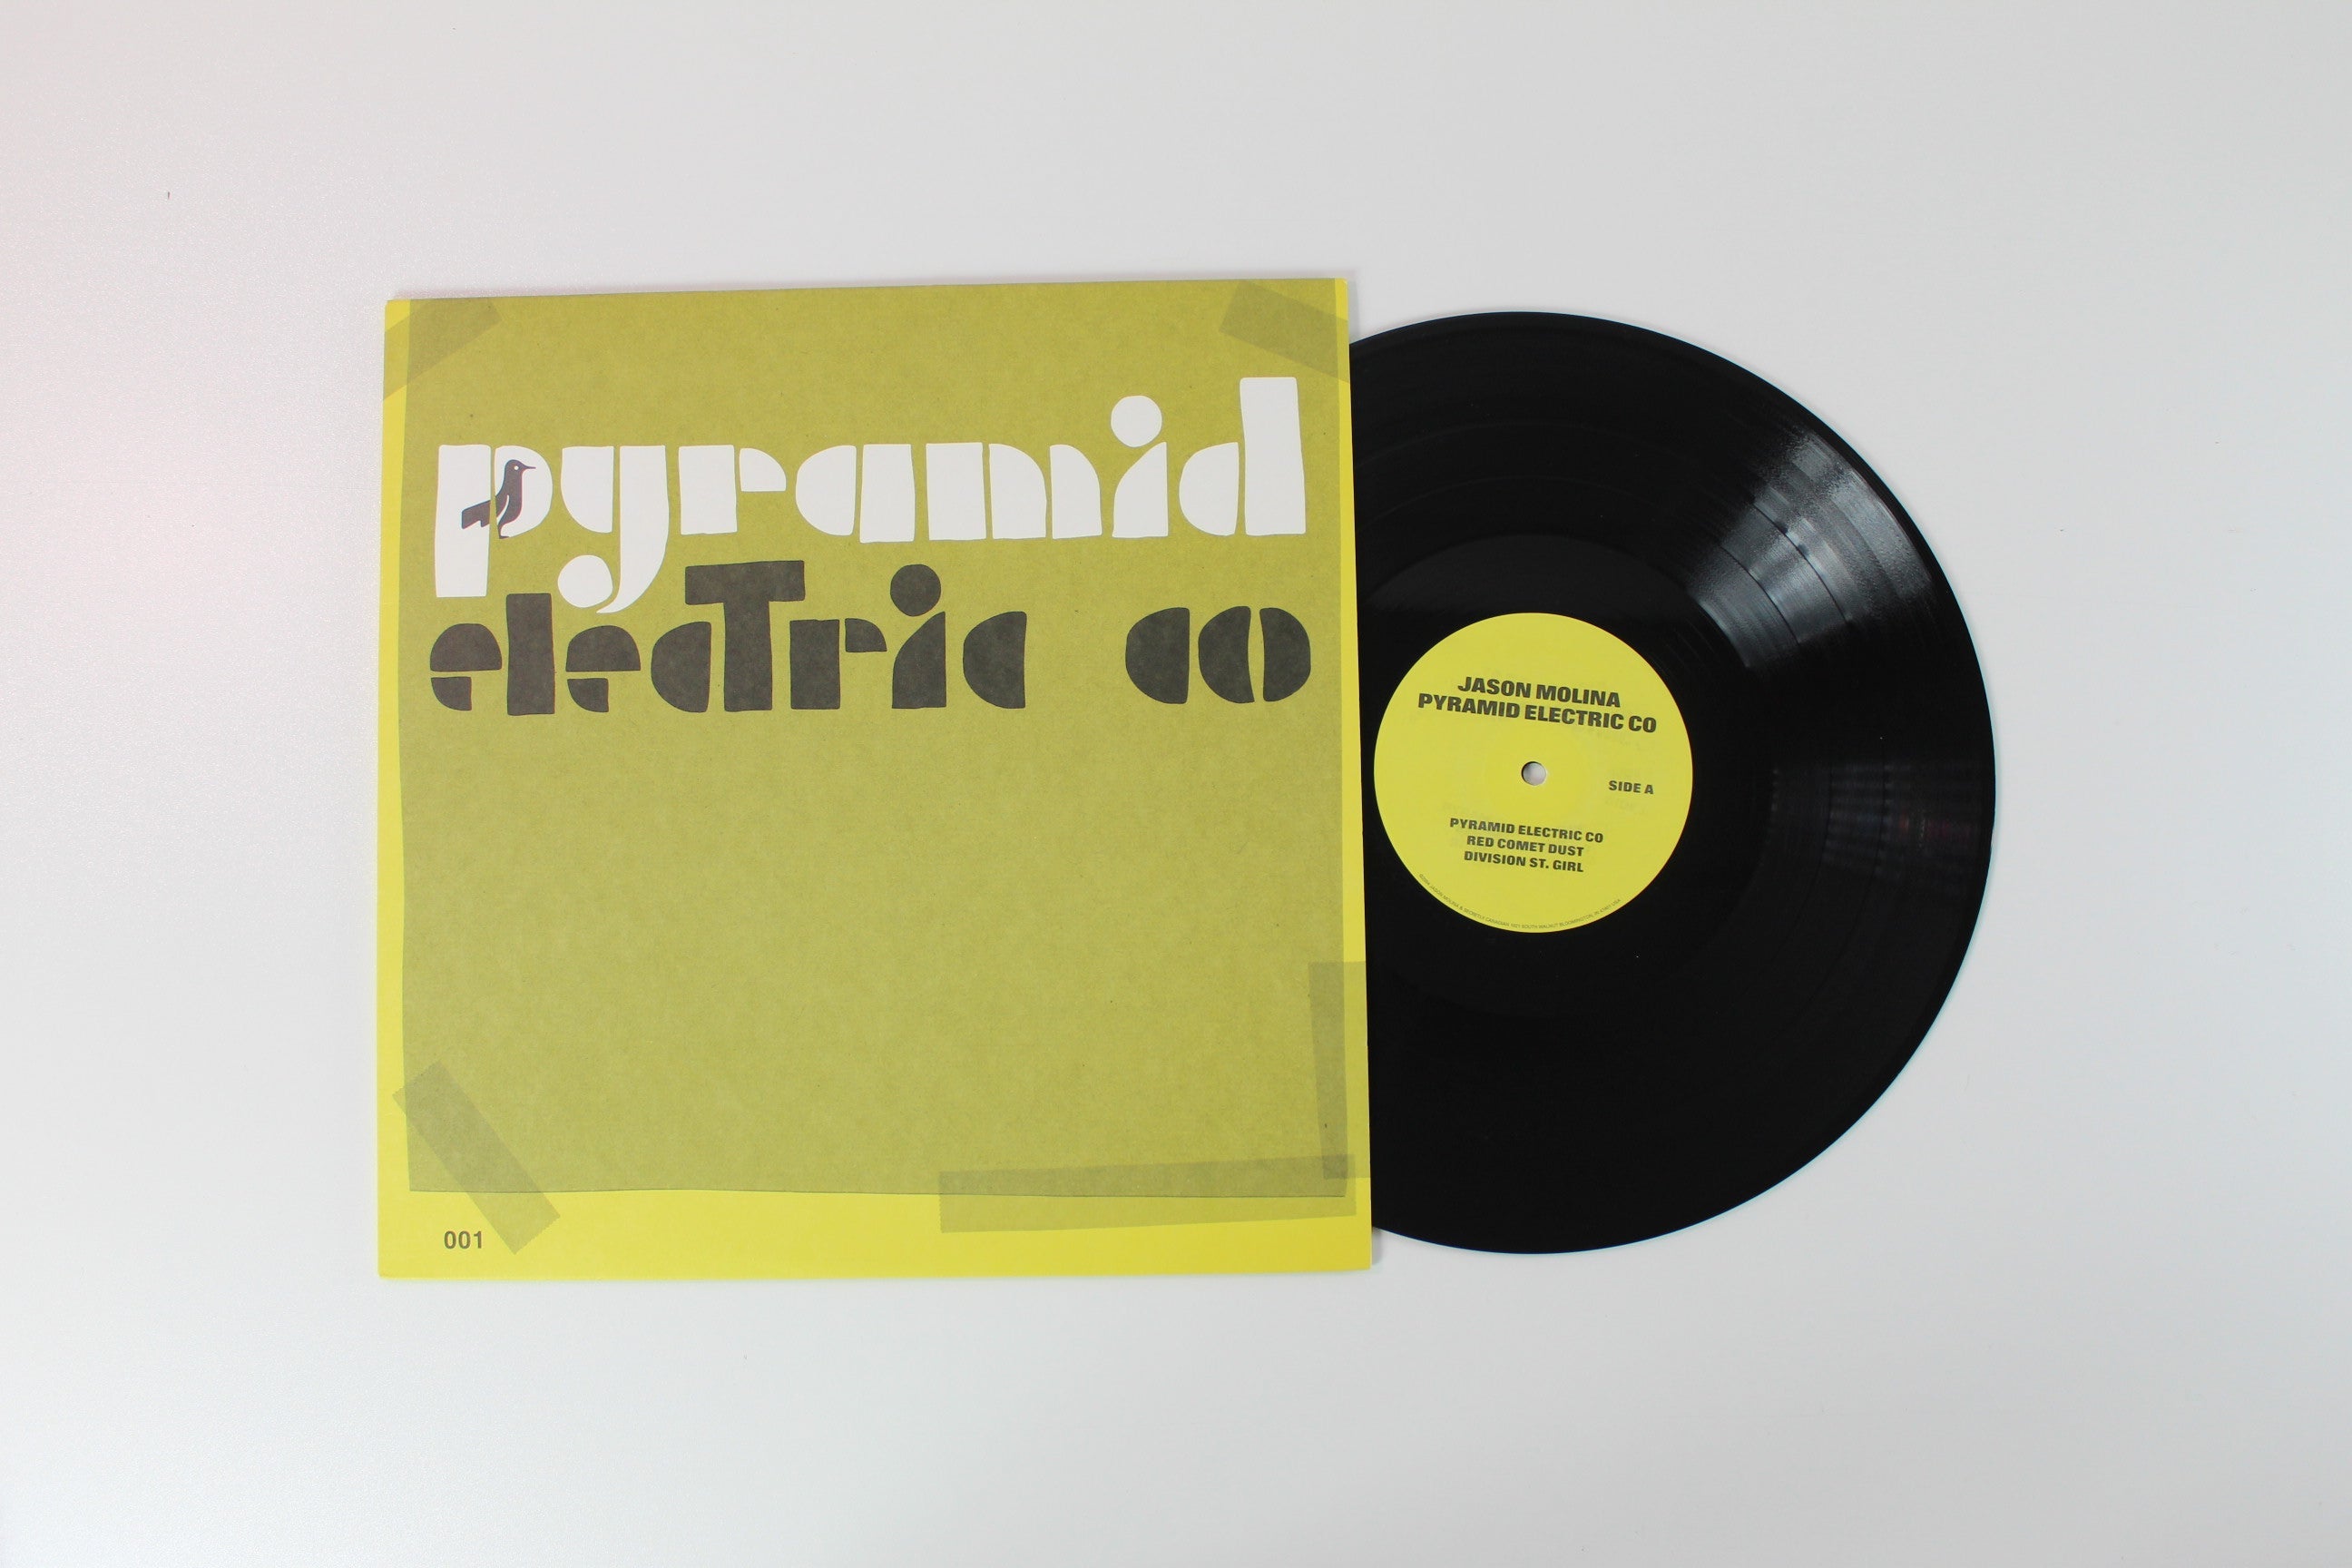 pyramid
elecTric co
001
JASON MOLINA
PYRAMID ELECTRIC CO
SIDE A
PYRAMID ELECTRIC CO
RED COMET DUST
DIVISION ST. GIRL